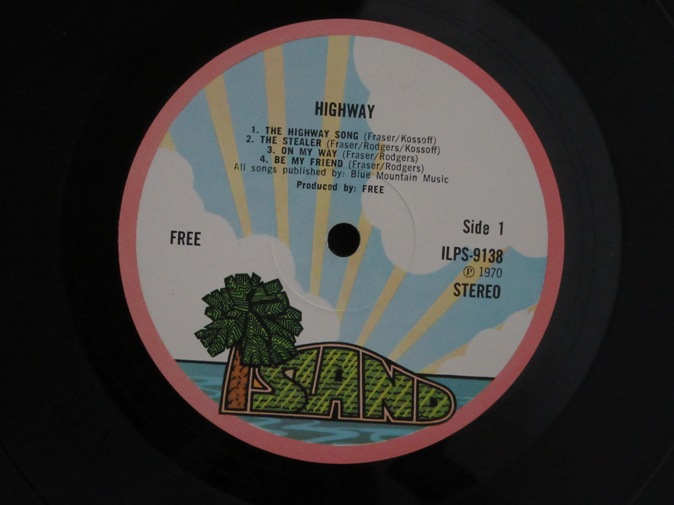 HIGHWAY
1. THE HIGHWAY SONG (Fraser/Kossoff)
2. THE STEALER (Fraser/Rodgers/Kossoff)
3. ON MY WAY (Fraser/Rodgers)
4. BE MY FRIEND (Fraser/Rodgers)
All songs published by: Blue Mountain Music
Produced by: FREE
FREE
Side 1
ILPS-9138
℗ 1970
STEREO
ISLAND